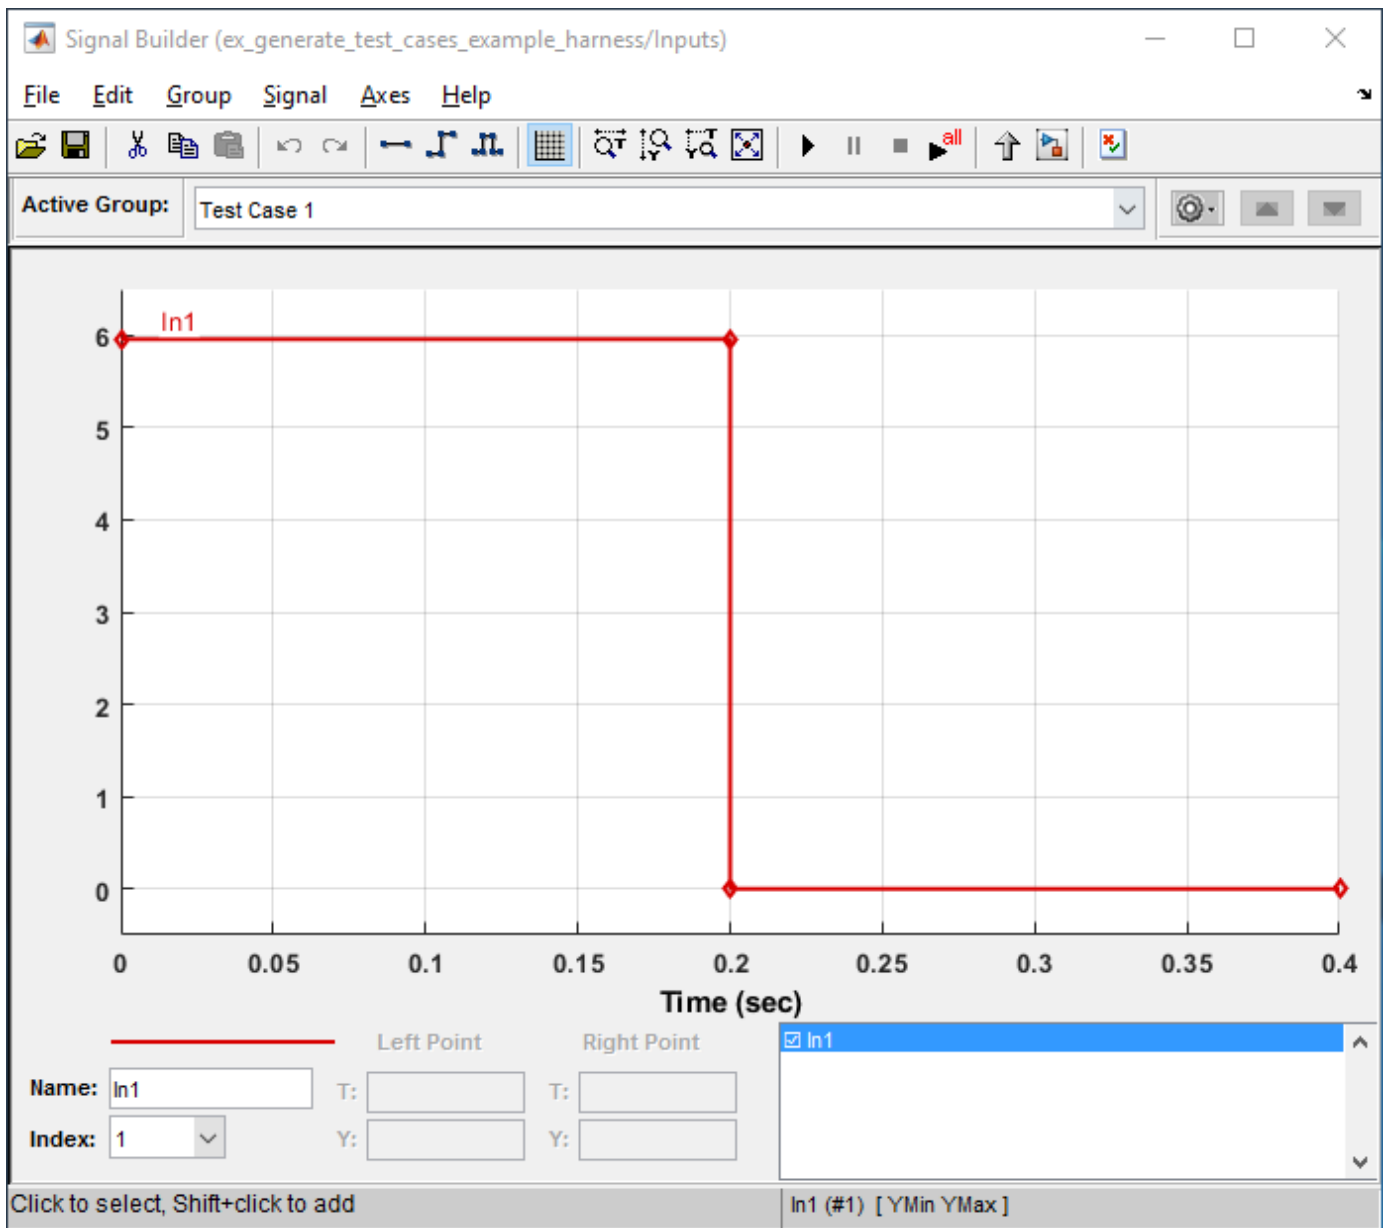 Signal Builder (ex_generate_test_cases_example_harness/Inputs)
File Edit Group Signal Axes Help
all
Active Group: Test Case 1
In1
6
5
4
3
2
1
0
0 0.05 0.1 0.15 0.2 0.25 0.3 0.35 0.4
Time (sec)
Left Point Right Point In1
Name: In1 T: T:
Index: 1 Y: Y:
Click to select, Shift+click to add In1 (#1) [ YMin YMax ]